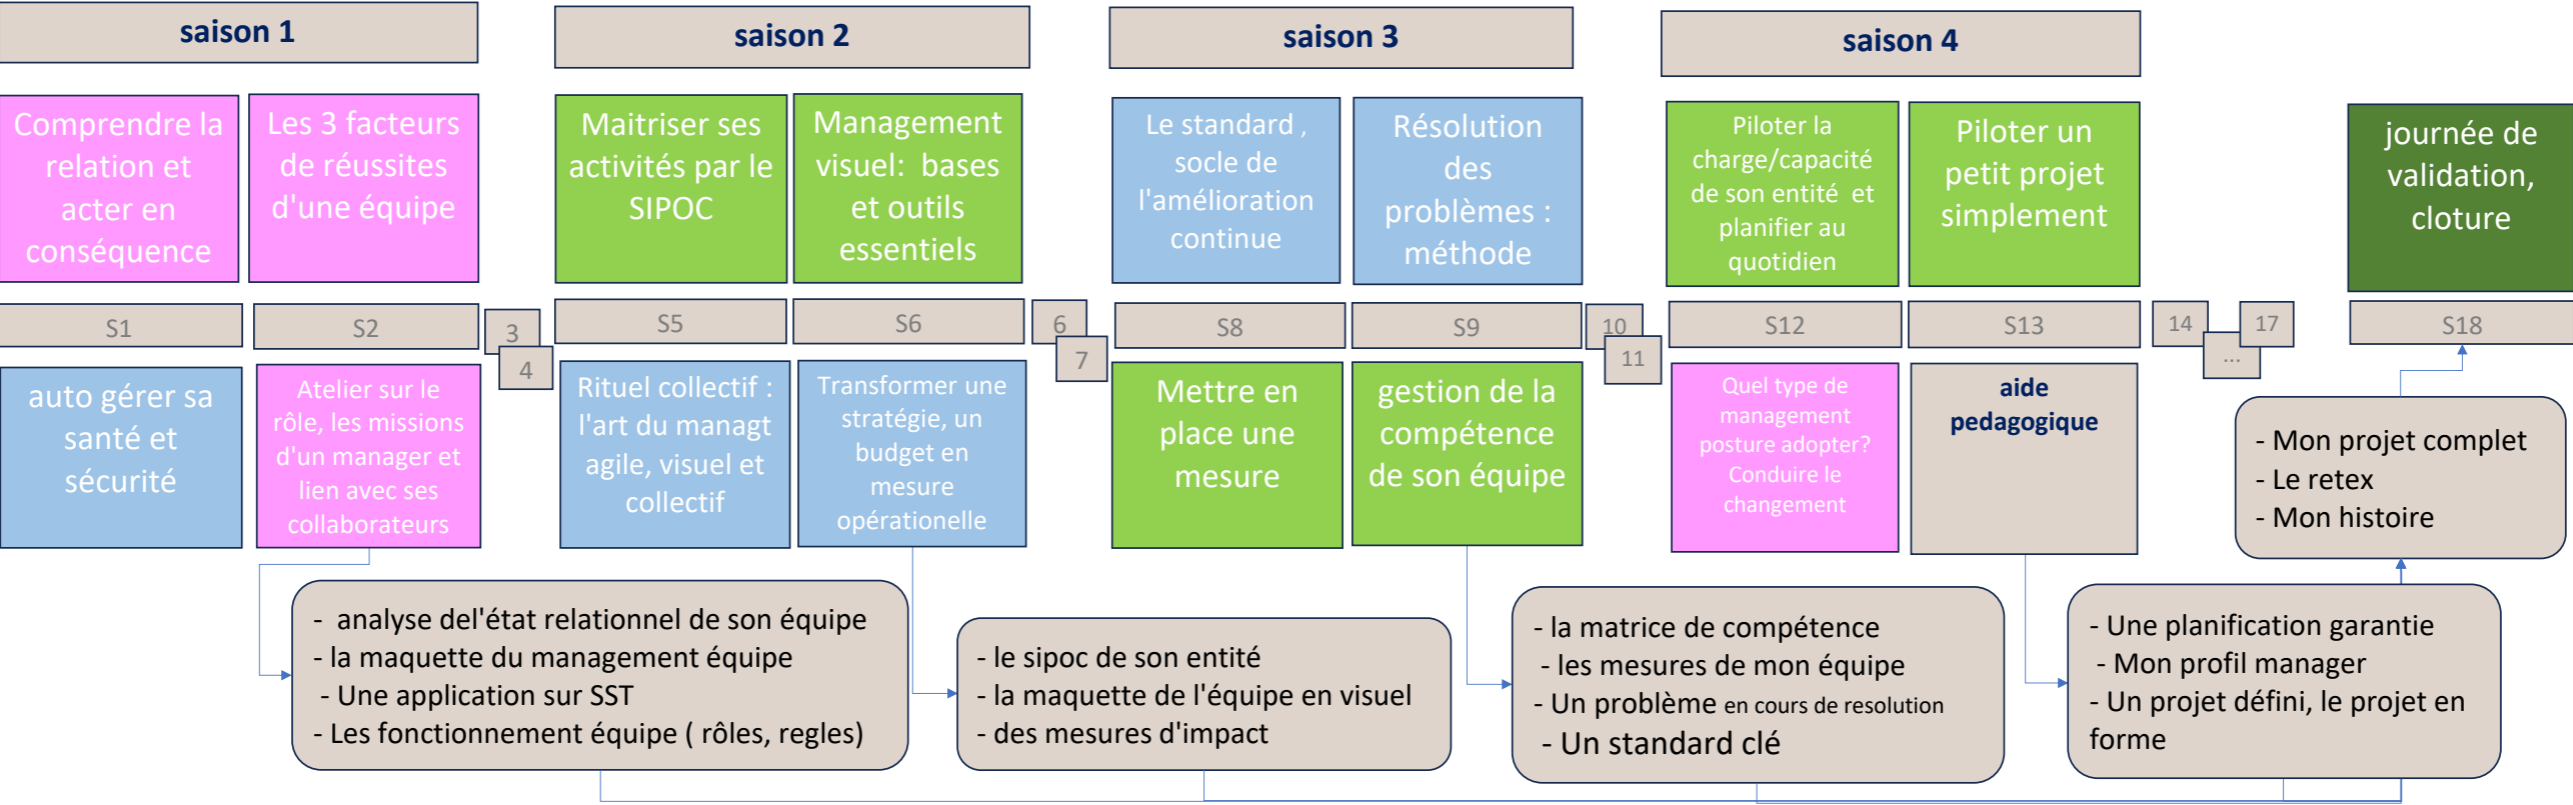 saison 1
saison 2
saison 3
saison 4
Comprendre la
relation et
acter en
conséquence
Les 3 facteurs
de réussites
d'une équipe
Maitriser ses
activités par le
SIPOC
Management
visuel: bases
et outils
essentiels
Le standard ,
socle de
l'amélioration
continue
Résolution
des
problèmes :
méthode
Piloter la
charge/capacité
de son entité et
planifier au
quotidien
Piloter un
petit projet
simplement
journée de
validation,
cloture
S1
S2
3
4
S5
S6
6
7
S8
S9
10
11
S12
S13
14
...
17
S18
auto gérer sa
santé et
sécurité
Atelier sur le
rôle, les missions
d'un manager et
lien avec ses
collaborateurs
Rituel collectif :
l'art du managt
agile, visuel et
collectif
Transformer une
stratégie, un
budget en
mesure
opérationelle
Mettre en
place une
mesure
gestion de la
compétence
de son équipe
Quel type de
management
posture adopter?
Conduire le
changement
aide
pedagogique
- Mon projet complet
- Le retex
- Mon histoire
- analyse del'état relationnel de son équipe
- la maquette du management équipe
- Une application sur SST
- Les fonctionnement équipe ( rôles, regles)
- le sipoc de son entité
- la maquette de l'équipe en visuel
- des mesures d'impact
- la matrice de compétence
- les mesures de mon équipe
- Un problème en cours de resolution
- Un standard clé
- Une planification garantie
- Mon profil manager
- Un projet défini, le projet en
forme